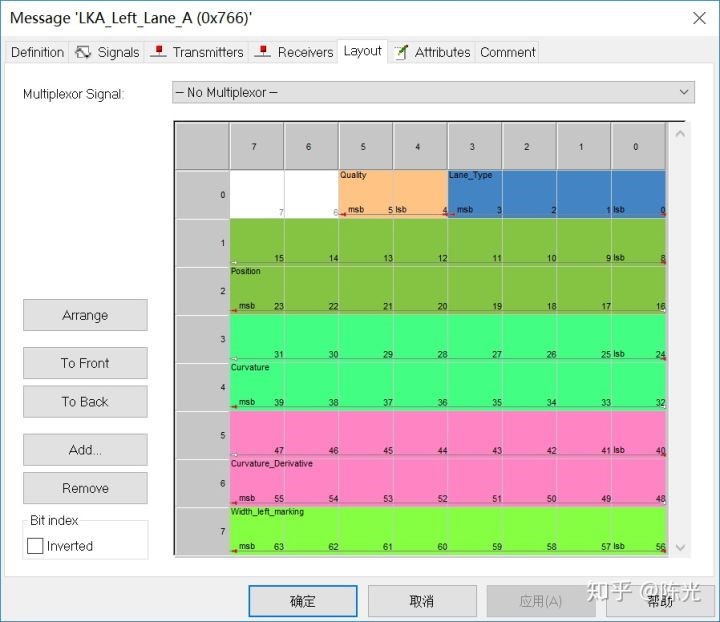 Message 'LKA_Left_Lane_A (0x766)'
Definition Signals Transmitters Receivers Layout Attributes Comment
Multiplexor Signal: -- No Multiplexor --
7 6 5 4 3 2 1 0
Quality Lane_Type
0 7 6 msb 5 lsb 4 msb 3 2 1 lsb 0
1 15 14 13 12 11 10 9 lsb 8
Position
2 msb 23 22 21 20 19 18 17 16
3 31 30 29 28 27 26 25 lsb 24
Curvature
4 msb 39 38 37 36 35 34 33 32
5 47 46 45 44 43 42 41 lsb 40
Curvature_Derivative
6 msb 55 54 53 52 51 50 49 48
Width_left_marking
7 msb 63 62 61 60 59 58 57 lsb 56
Arrange
To Front
To Back
Add...
Remove
Bit index
Inverted
确定 取消 应用(A) 帮助
知乎 @陈光